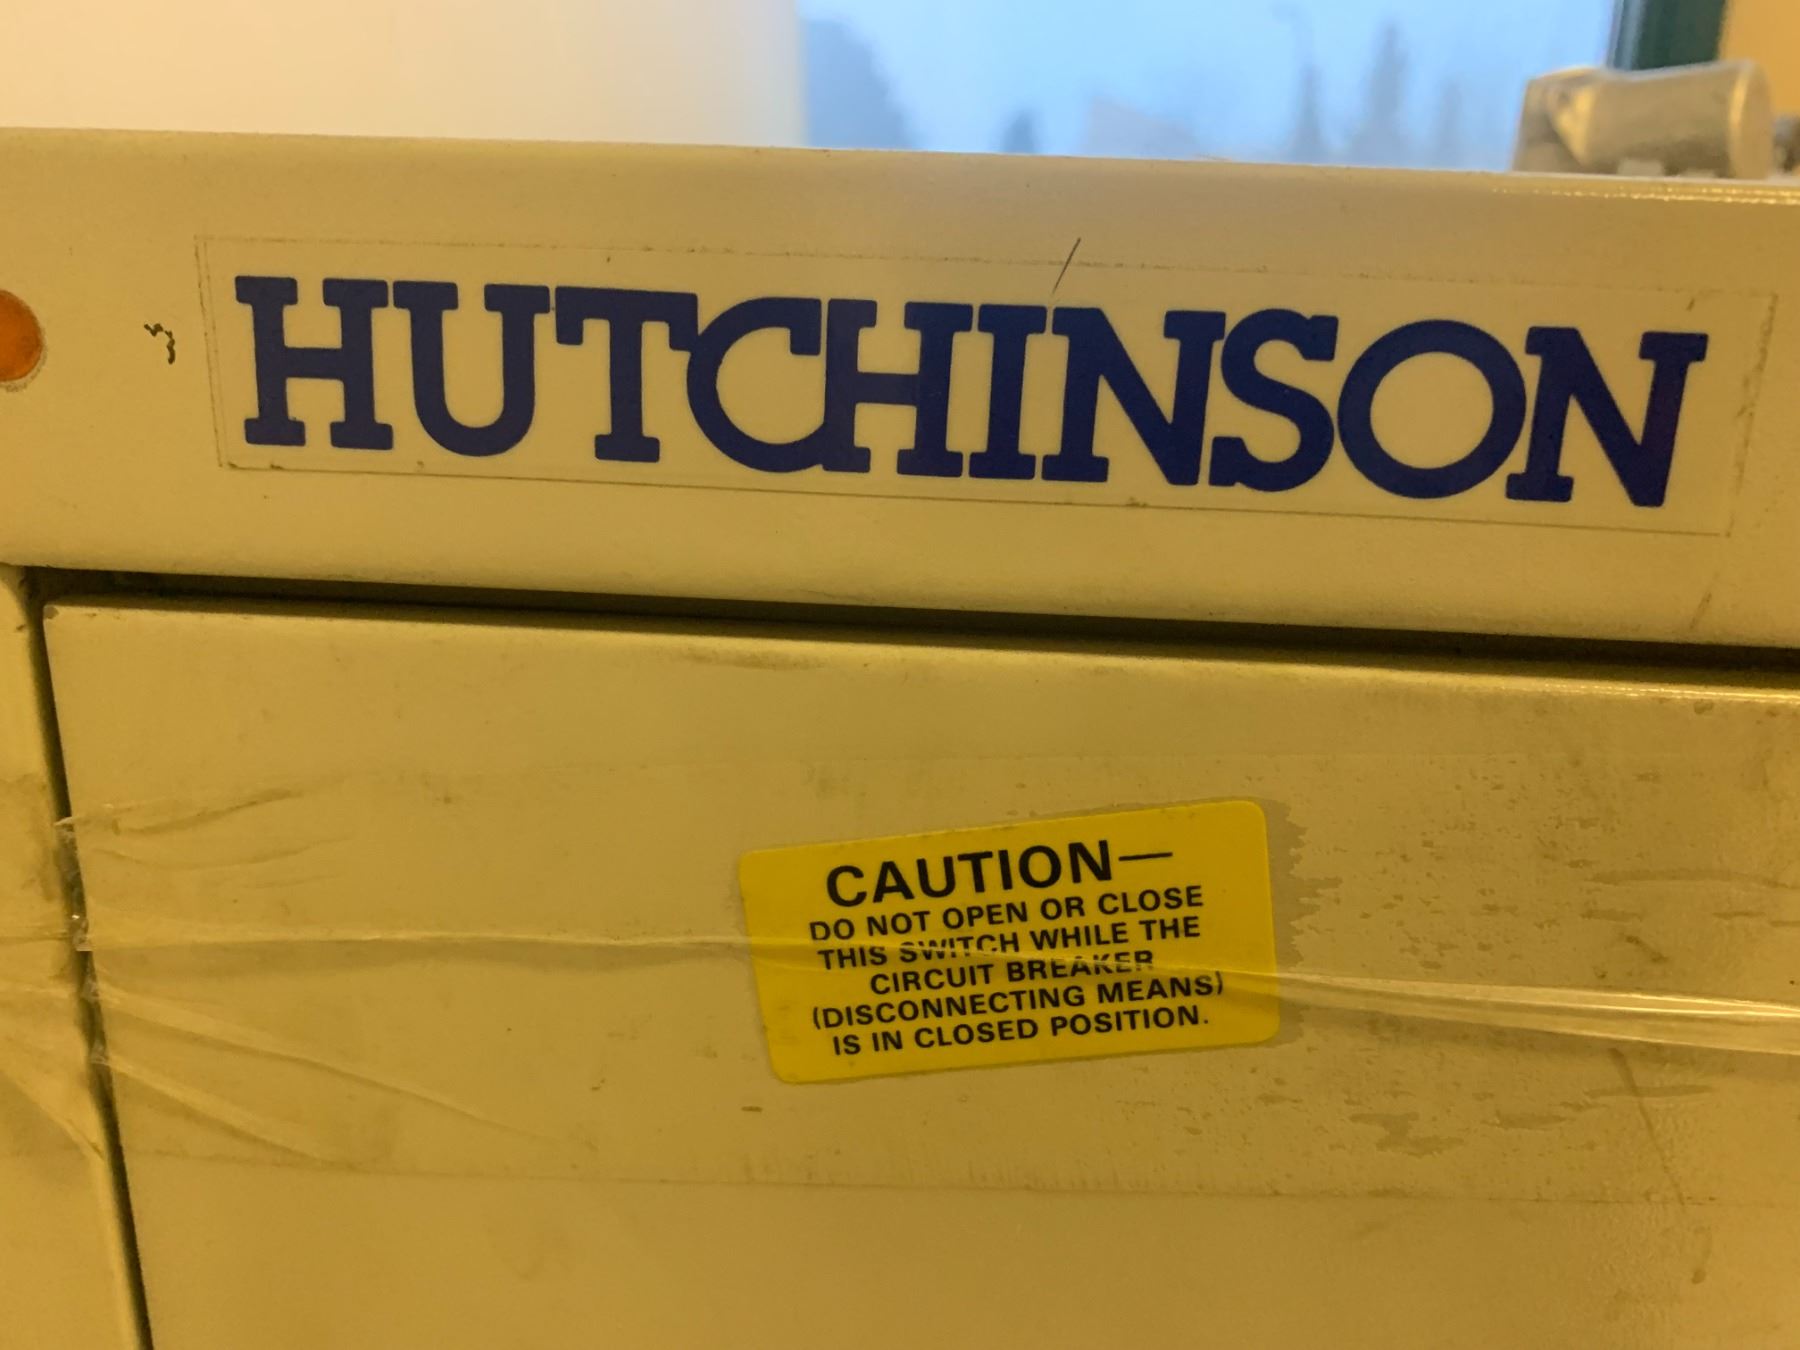 HUTCHINSON
CAUTION—
DO NOT OPEN OR CLOSE
THIS SWITCH WHILE THE
CIRCUIT BREAKER
(DISCONNECTING MEANS)
IS IN CLOSED POSITION.